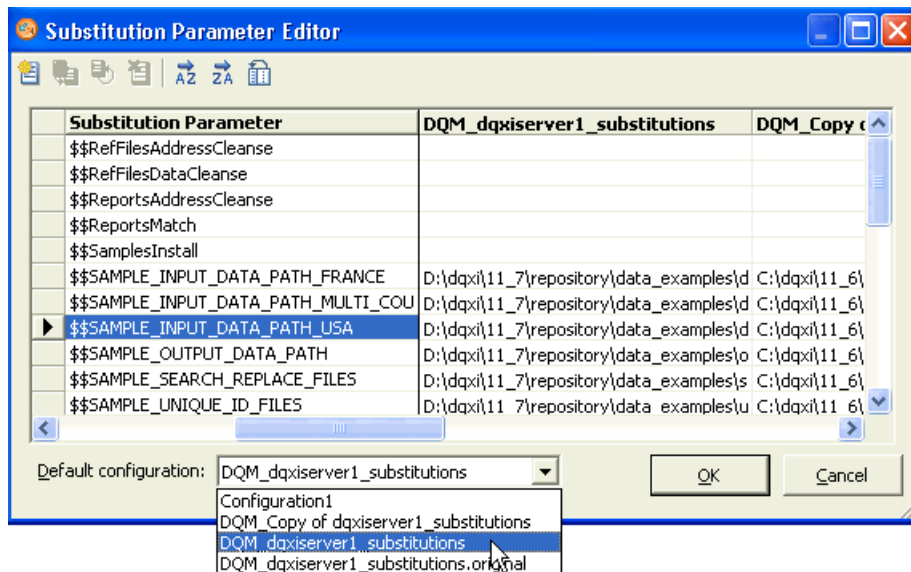 Substitution Parameter Editor
Substitution Parameter DQM_dqxiserver1_substitutions DQM_Copy
$$RefFilesAddressCleanse
$$RefFilesDataCleanse
$$ReportsAddressCleanse
$$ReportsMatch
$$SamplesInstall
$$SAMPLE_INPUT_DATA_PATH_FRANCE D:\dqxi\11_7\repository\data_examples\d C:\dqxi\11_6\
$$SAMPLE_INPUT_DATA_PATH_MULTI_COU D:\dqxi\11_7\repository\data_examples\d C:\dqxi\11_6\
$$SAMPLE_INPUT_DATA_PATH_USA D:\dqxi\11_7\repository\data_examples\d C:\dqxi\11_6\
$$SAMPLE_OUTPUT_DATA_PATH D:\dqxi\11_7\repository\data_examples\o C:\dqxi\11_6\
$$SAMPLE_SEARCH_REPLACE_FILES D:\dqxi\11_7\repository\data_examples\s C:\dqxi\11_6\
$$SAMPLE_UNIQUE_ID_FILES D:\dqxi\11_7\repository\data_examples\u C:\dqxi\11_6\
Default configuration: DQM_dqxiserver1_substitutions OK Cancel
Configuration1
DQM_Copy of dqxiserver1_substitutions
DQM_dqxiserver1_substitutions
DQM_dqxiserver1_substitutions.original